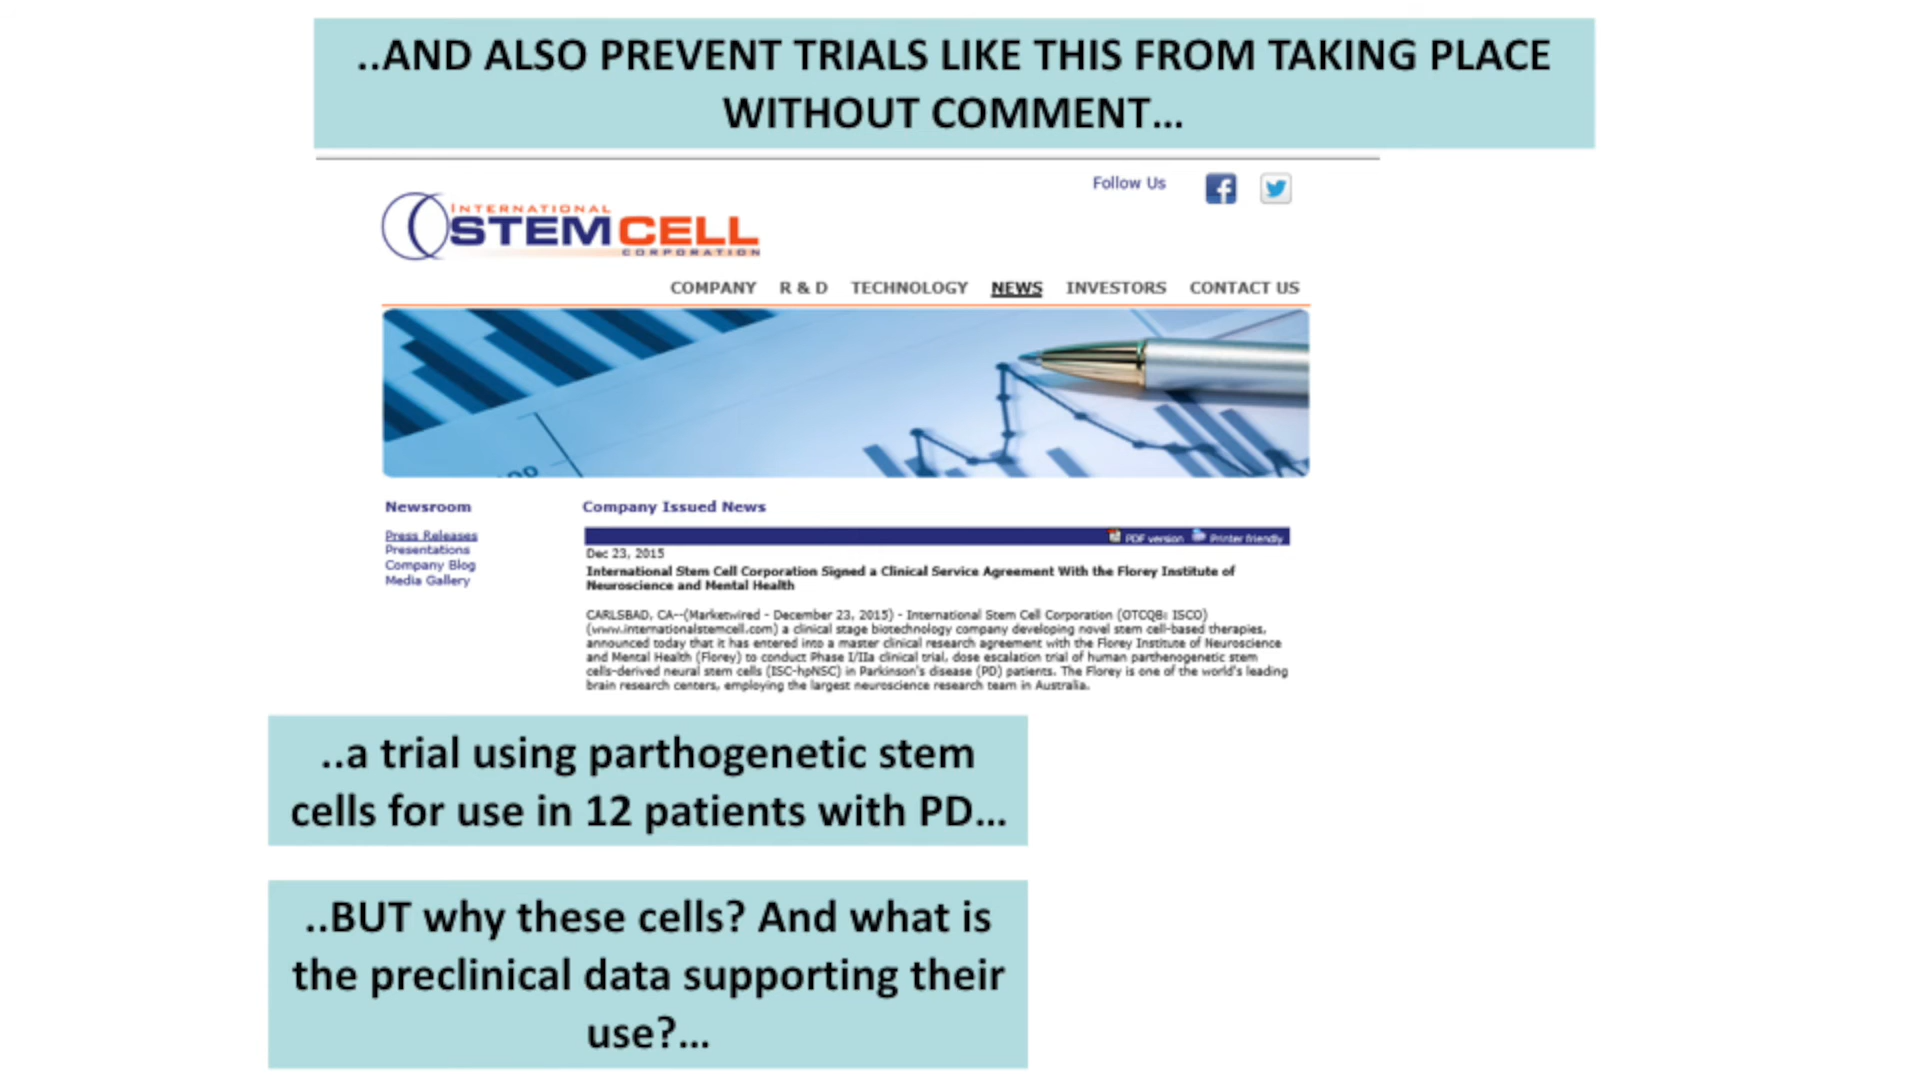 ..AND ALSO PREVENT TRIALS LIKE THIS FROM TAKING PLACE
WITHOUT COMMENT...
Follow Us
INTERNATIONAL
STEM CELL
CORPORATION
COMPANY R & D TECHNOLOGY NEWS INVESTORS CONTACT US
Newsroom
Press Releases
Presentations
Company Blog
Media Gallery
Company Issued News
PDF version Printer friendly
Dec 23, 2015
International Stem Cell Corporation Signed a Clinical Service Agreement With the Florey Institute of
Neuroscience and Mental Health
CARLSBAD, CA--(Marketwired - December 23, 2015) - International Stem Cell Corporation (OTCQB: ISCO)
(www.internationalstemcell.com) a clinical stage biotechnology company developing novel stem cell-based therapies,
announced today that it has entered into a master clinical research agreement with the Florey Institute of Neuroscience
and Mental Health (Florey) to conduct Phase I/IIa clinical trial, dose escalation trial of human parthenogenetic stem
cells-derived neural stem cells (ISC-hpNSC) in Parkinson's disease (PD) patients. The Florey is one of the world's leading
brain research centers, employing the largest neuroscience research team in Australia.
..a trial using parthogenetic stem
cells for use in 12 patients with PD...
..BUT why these cells? And what is
the preclinical data supporting their
use?...